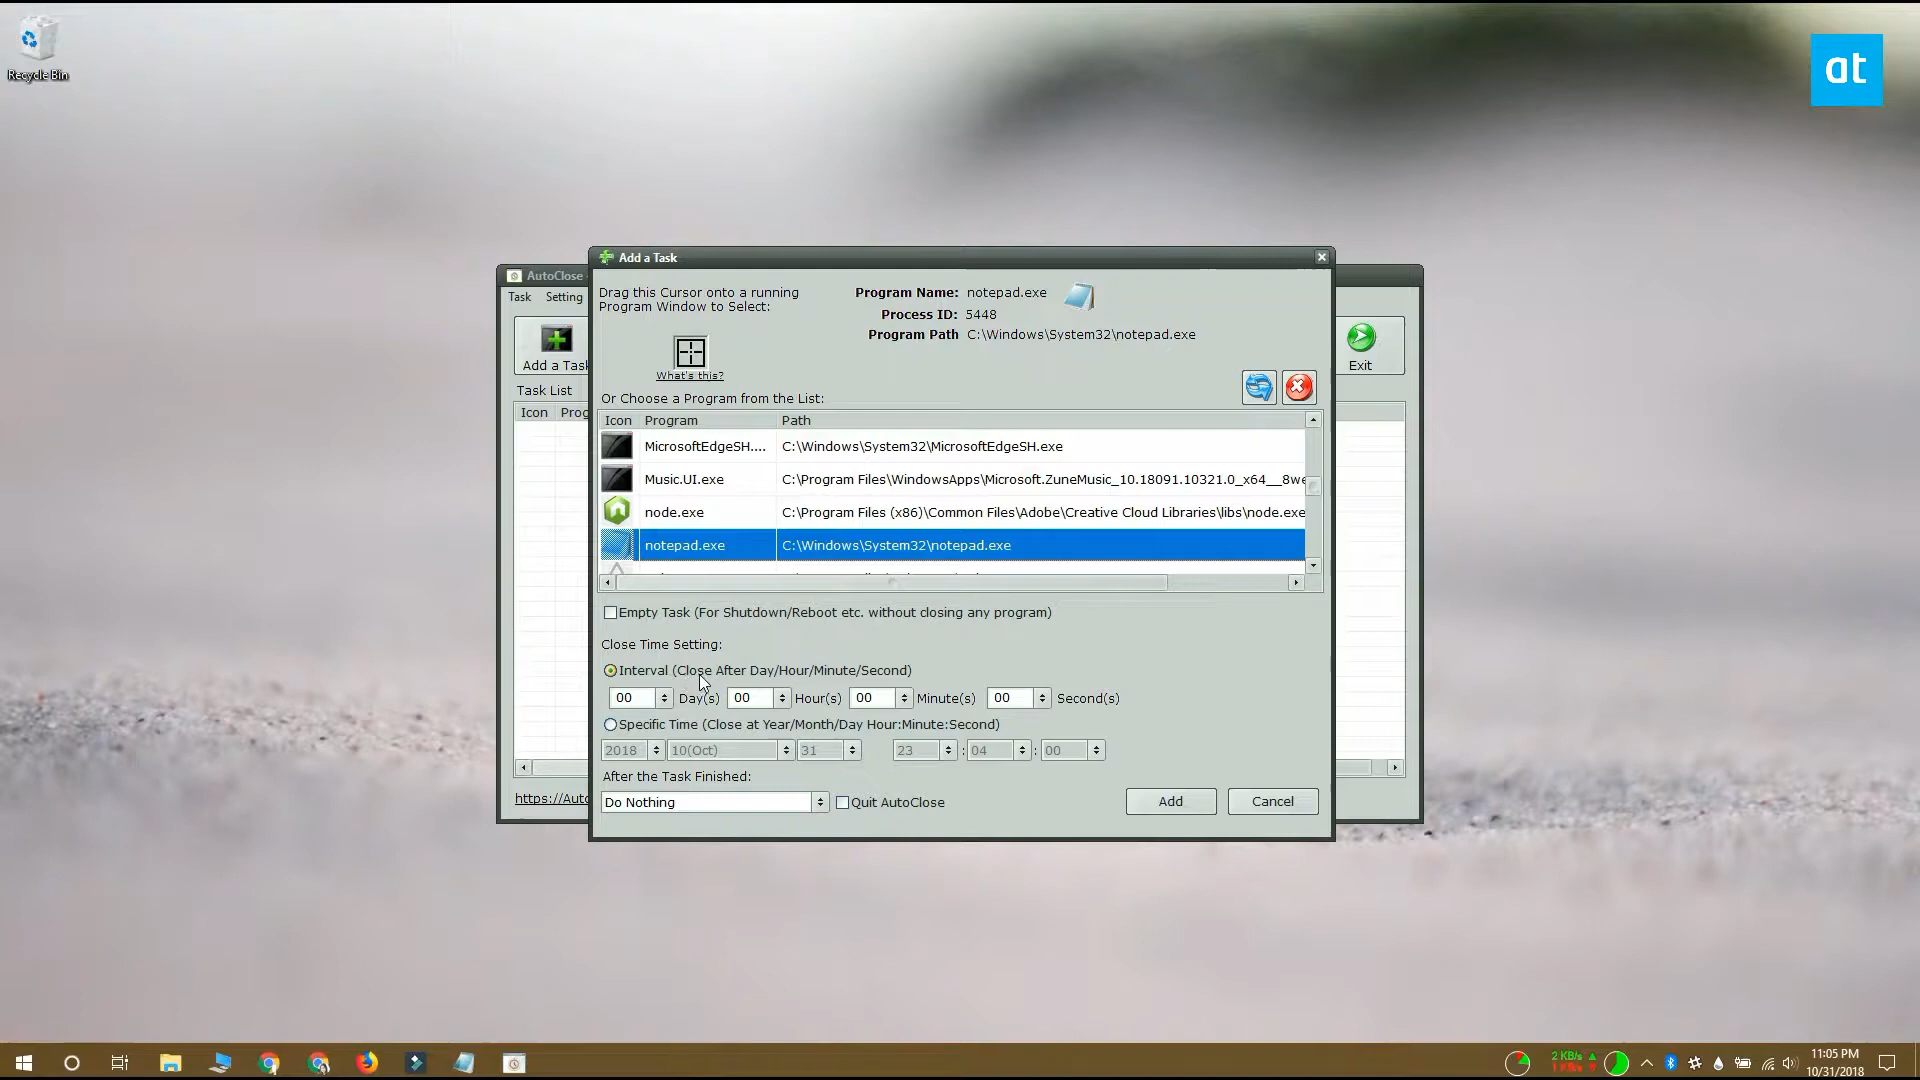 Recycle Bin
at
AutoClose
Task Setting
Add a Task
Exit
Task List
Icon Prog
https://Auto
Add a Task
Drag this Cursor onto a running
Program Window to Select:
What's this?
Program Name: notepad.exe
Process ID: 5448
Program Path C:\Windows\System32\notepad.exe
Or Choose a Program from the List:
Icon Program Path
MicrosoftEdgeSH.... C:\Windows\System32\MicrosoftEdgeSH.exe
Music.UI.exe C:\Program Files\WindowsApps\Microsoft.ZuneMusic_10.18091.10321.0_x64__8we
node.exe C:\Program Files (x86)\Common Files\Adobe\Creative Cloud Libraries\libs\node.exe
notepad.exe C:\Windows\System32\notepad.exe
Empty Task (For Shutdown/Reboot etc. without closing any program)
Close Time Setting:
Interval (Close After Day/Hour/Minute/Second)
00 Day(s) 00 Hour(s) 00 Minute(s) 00 Second(s)
Specific Time (Close at Year/Month/Day Hour:Minute:Second)
2018 10(Oct) 31 23 : 04 : 00
After the Task Finished:
Do Nothing Quit AutoClose Add Cancel
2 KB/s
1 KB/s
11:05 PM
10/31/2018